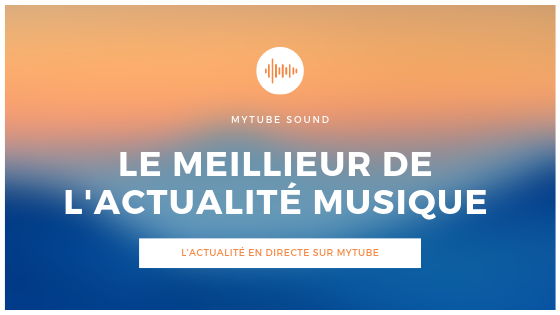 MYTUBE SOUND
LE MEILLIEUR DE
L'ACTUALITÉ MUSIQUE
L'ACTUALITÉ EN DIRECTE SUR MYTUBE